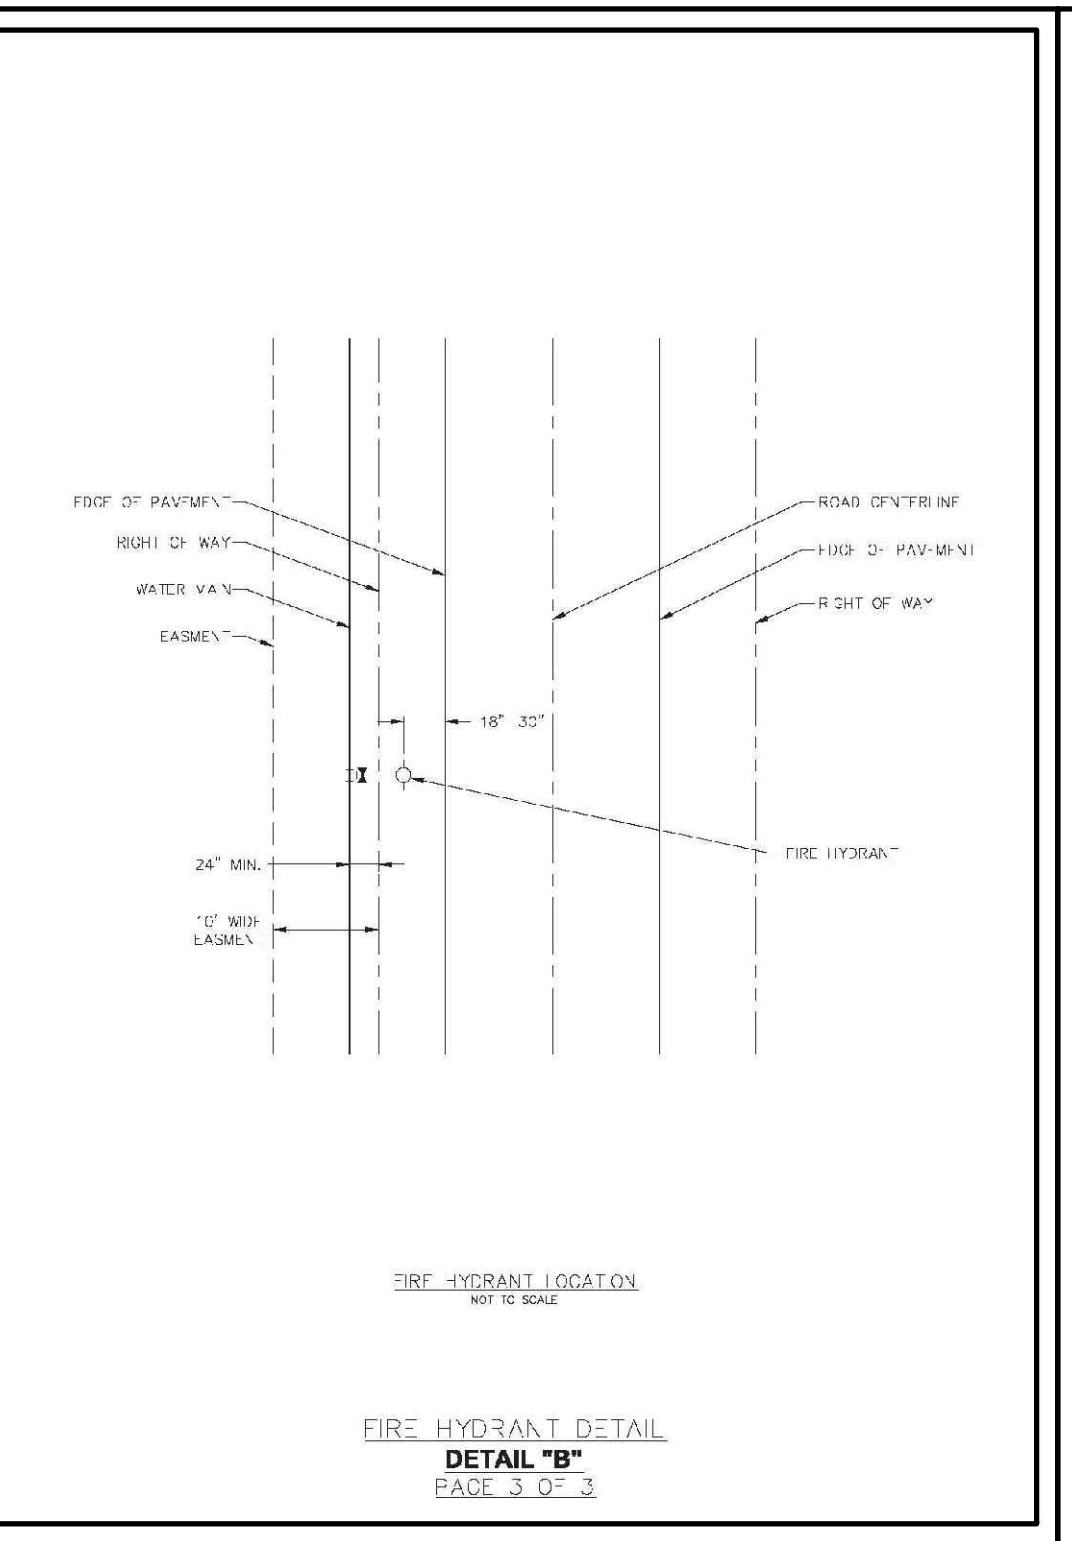 EDGE OF PAVEMENT
RIGHT OF WAY
WATER MAIN
EASMENT
ROAD CENTERLINE
EDGE OF PAVEMENT
RIGHT OF WAY
18" 30"
FIRE HYDRANT
24" MIN.
10' WIDE
EASMENT
FIRE HYDRANT LOCATION
NOT TO SCALE
FIRE HYDRANT DETAIL
DETAIL "B"
PAGE 3 OF 3